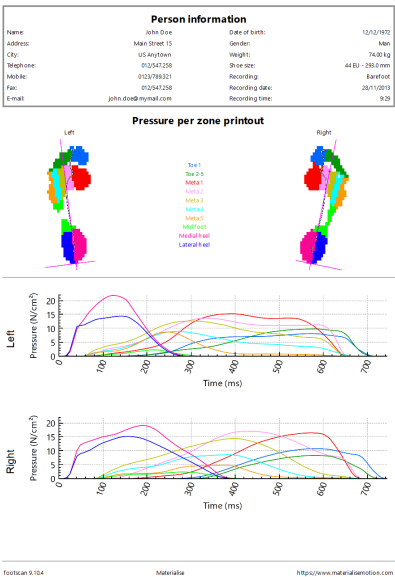 Person information
Name: John Doe Date of birth: 12/12/1972
Address: Main Street 15 Gender: Man
City: US Anytown Weight: 74.00 kg
Telephone: 012/547.258 Shoe size: 44 EU - 293.0 mm
Mobile: 0123/789.321 Recording: Barefoot
Fax: 012/547.258 Recording date: 28/11/2013
E-mail: john.doe@mymail.com Recording time: 9:29
Pressure per zone printout
Left Right
Toe 1
Toe 2-5
Meta 1
Meta 2
Meta 3
Meta 4
Meta 5
Midfoot
Medial heel
Lateral heel
Left
Pressure (N/cm²)
20
15
10
5
0
0 100 200 300 400 500 600 700
Time (ms)
Right
Pressure (N/cm²)
20
15
10
5
0
0 100 200 300 400 500 600 700
Time (ms)
footscan 9.10.4 Materialise https://www.materialisemotion.com